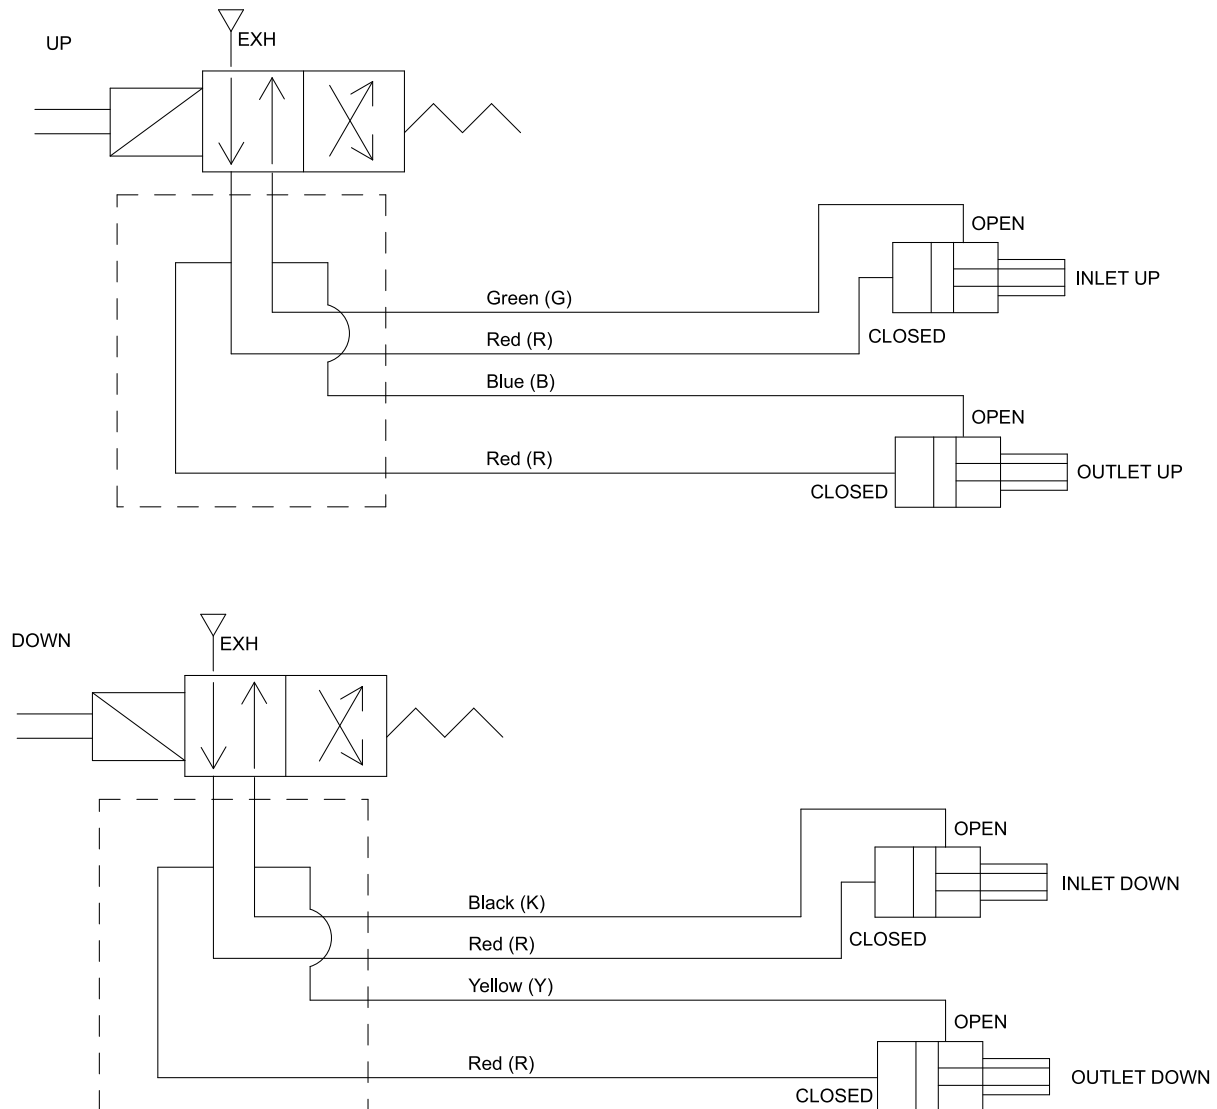 UP
EXH
OPEN
INLET UP
Green (G)
Red (R)
CLOSED
Blue (B)
OPEN
Red (R)
OUTLET UP
CLOSED
DOWN
EXH
OPEN
INLET DOWN
Black (K)
Red (R)
CLOSED
Yellow (Y)
OPEN
Red (R)
OUTLET DOWN
CLOSED